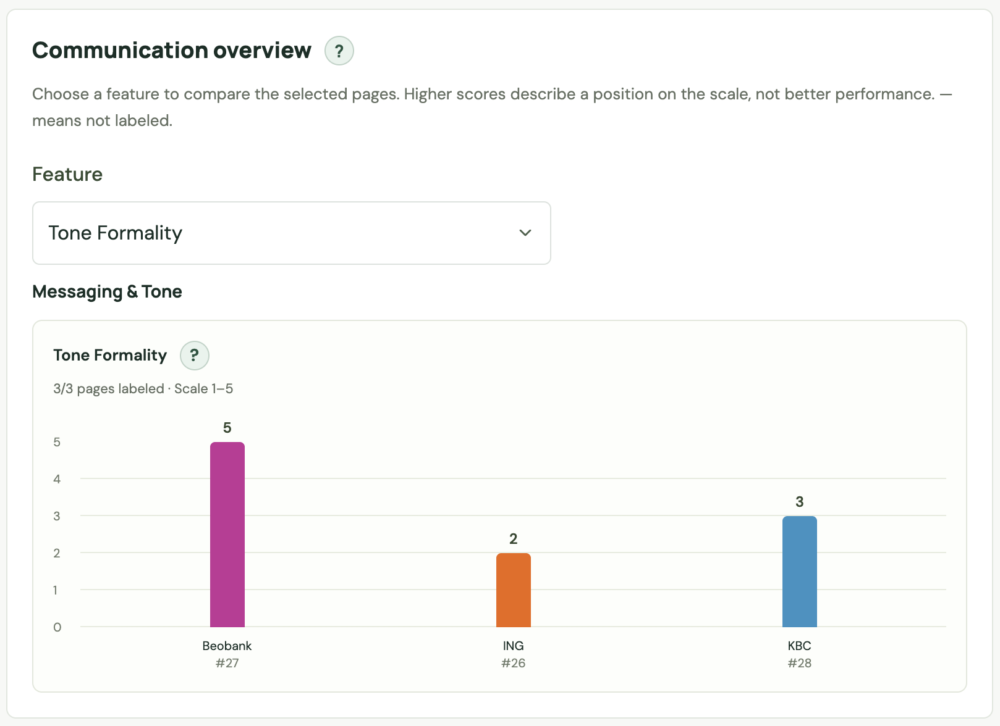 Communication overview ?
Choose a feature to compare the selected pages. Higher scores describe a position on the scale, not better performance. —
means not labeled.
Feature
Tone Formality
Messaging & Tone
Tone Formality ?
3/3 pages labeled · Scale 1–5
5
5
4
3
3
2
2
1
0
Beobank
#27
ING
#26
KBC
#28